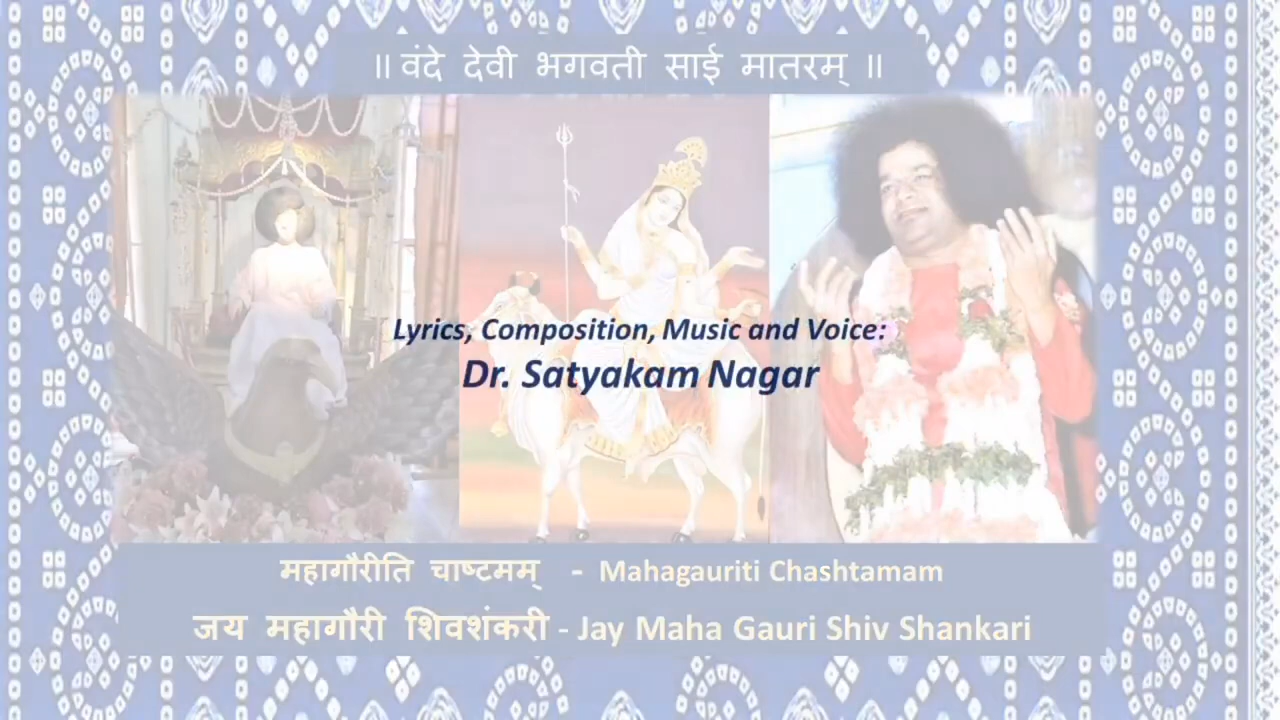 ॥ वंदे देवी भगवती साई मातरम् ॥
Lyrics, Composition, Music and Voice:
Dr. Satyakam Nagar
महागौरीति चाष्टमम् - Mahagauriti Chashtamam
जय महागौरी शिवशंकरी - Jay Maha Gauri Shiv Shankari